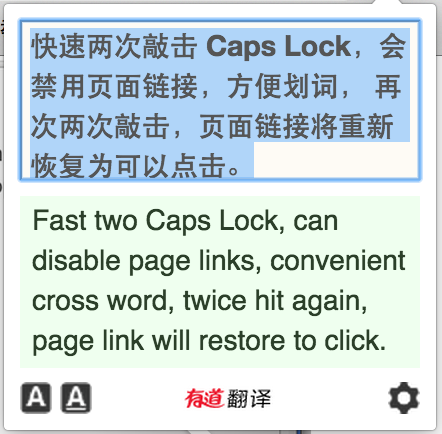 快速两次敲击 Caps Lock，会
禁用页面链接，方便划词， 再
次两次敲击，页面链接将重新
恢复为可以点击。
Fast two Caps Lock, can
disable page links, convenient
cross word, twice hit again,
page link will restore to click.
A A 有道翻译